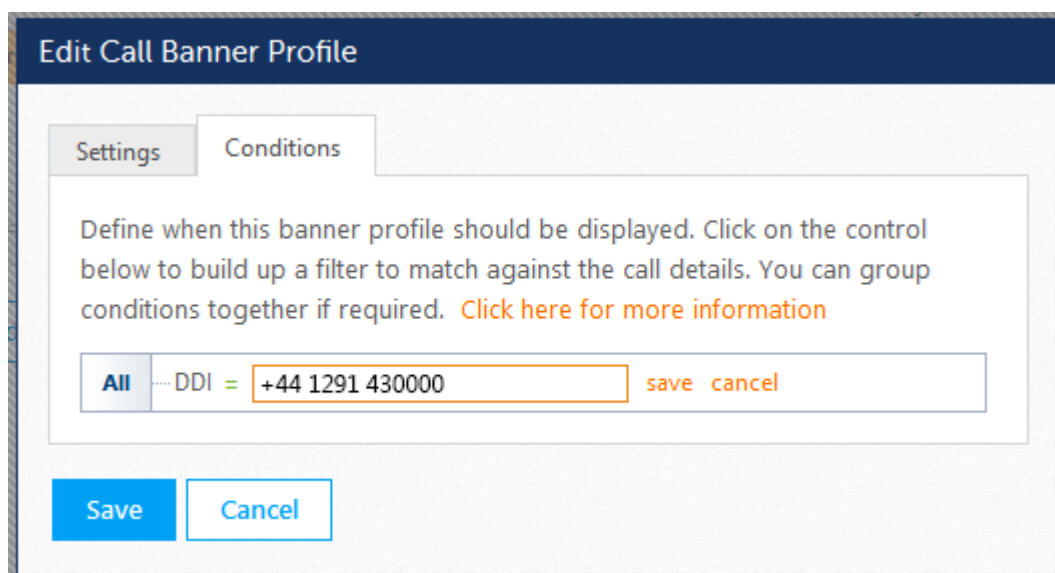 Edit Call Banner Profile
Settings Conditions
Define when this banner profile should be displayed. Click on the control
below to build up a filter to match against the call details. You can group
conditions together if required. Click here for more information
All DDI = +44 1291 430000 save cancel
Save Cancel